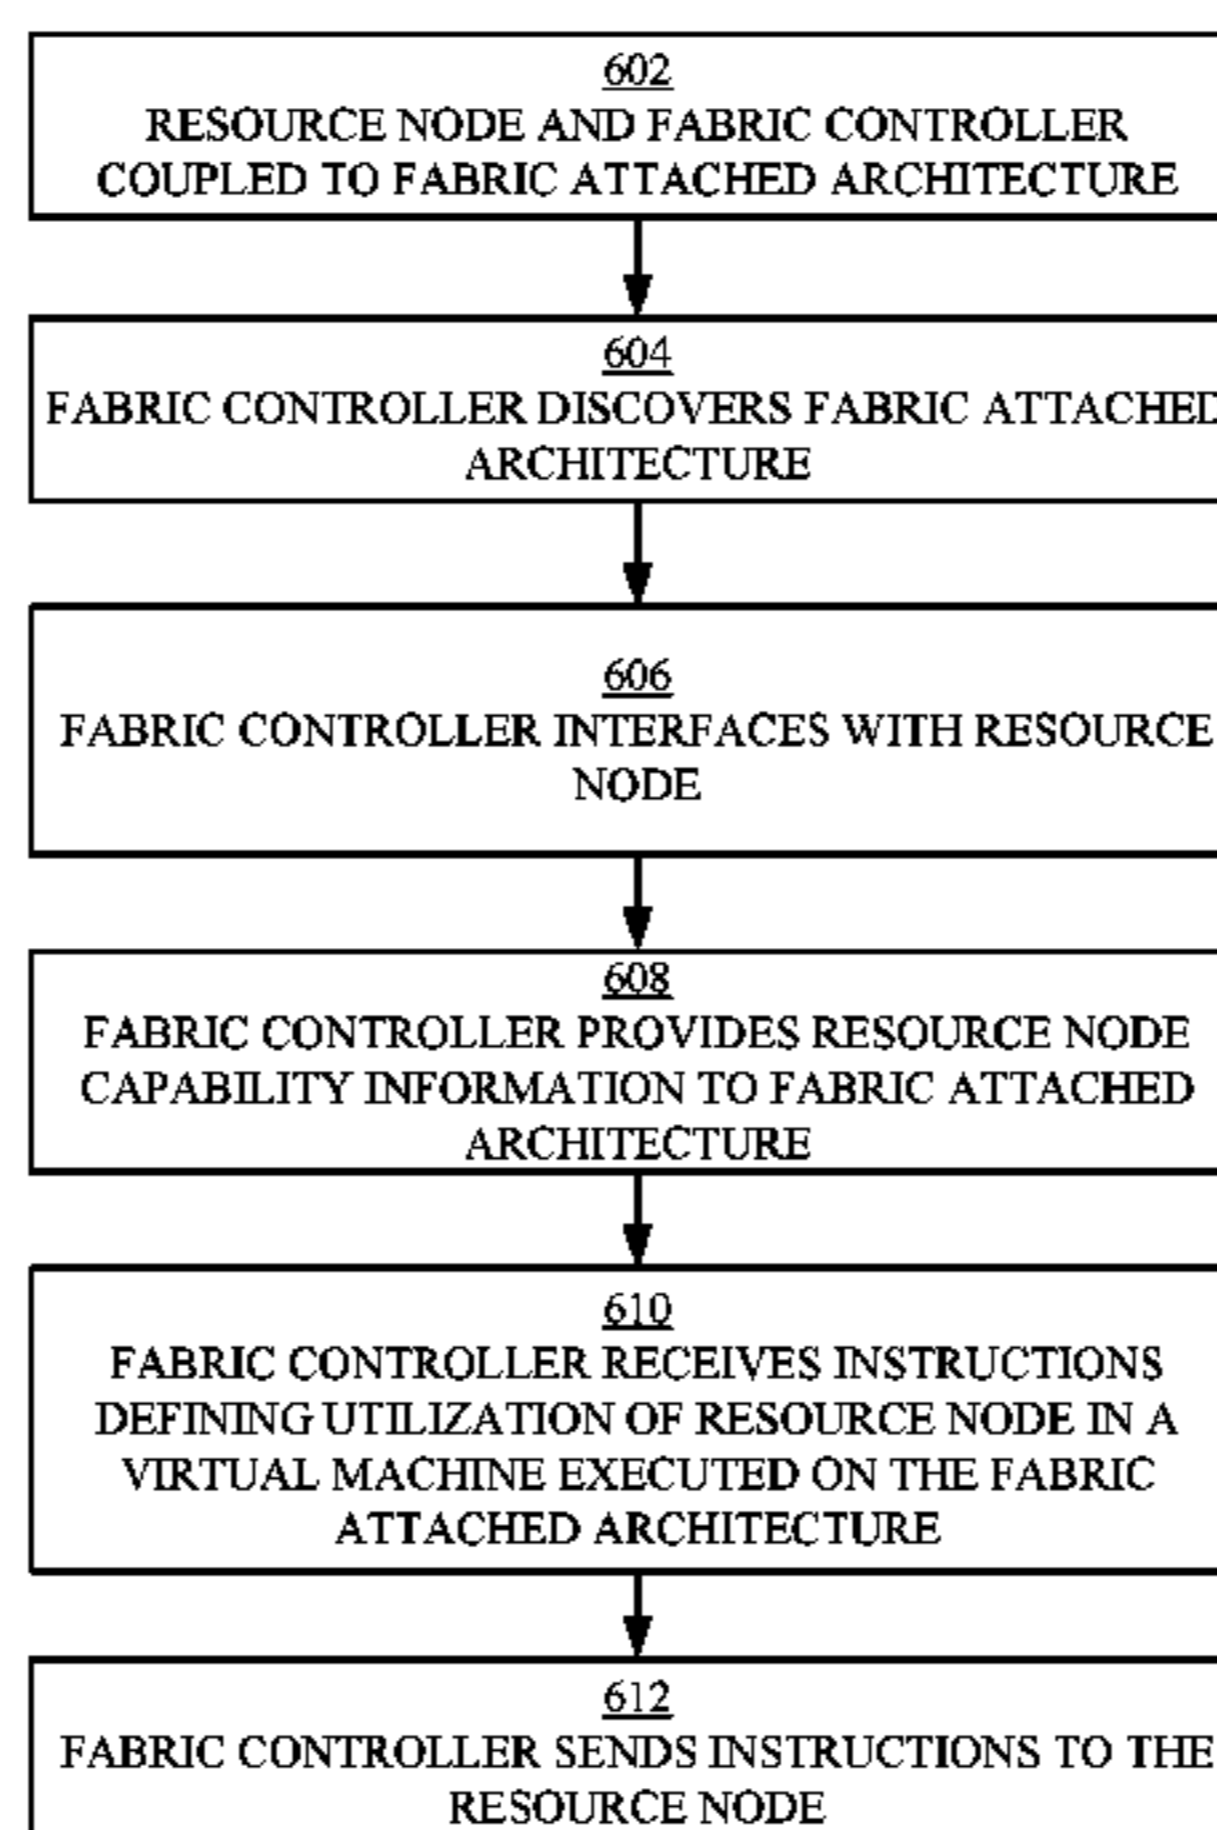 602
RESOURCE NODE AND FABRIC CONTROLLER
COUPLED TO FABRIC ATTACHED ARCHITECTURE
604
FABRIC CONTROLLER DISCOVERS FABRIC ATTACHED
ARCHITECTURE
606
FABRIC CONTROLLER INTERFACES WITH RESOURCE
NODE
608
FABRIC CONTROLLER PROVIDES RESOURCE NODE
CAPABILITY INFORMATION TO FABRIC ATTACHED
ARCHITECTURE
610
FABRIC CONTROLLER RECEIVES INSTRUCTIONS
DEFINING UTILIZATION OF RESOURCE NODE IN A
VIRTUAL MACHINE EXECUTED ON THE FABRIC
ATTACHED ARCHITECTURE
612
FABRIC CONTROLLER SENDS INSTRUCTIONS TO THE
RESOURCE NODE